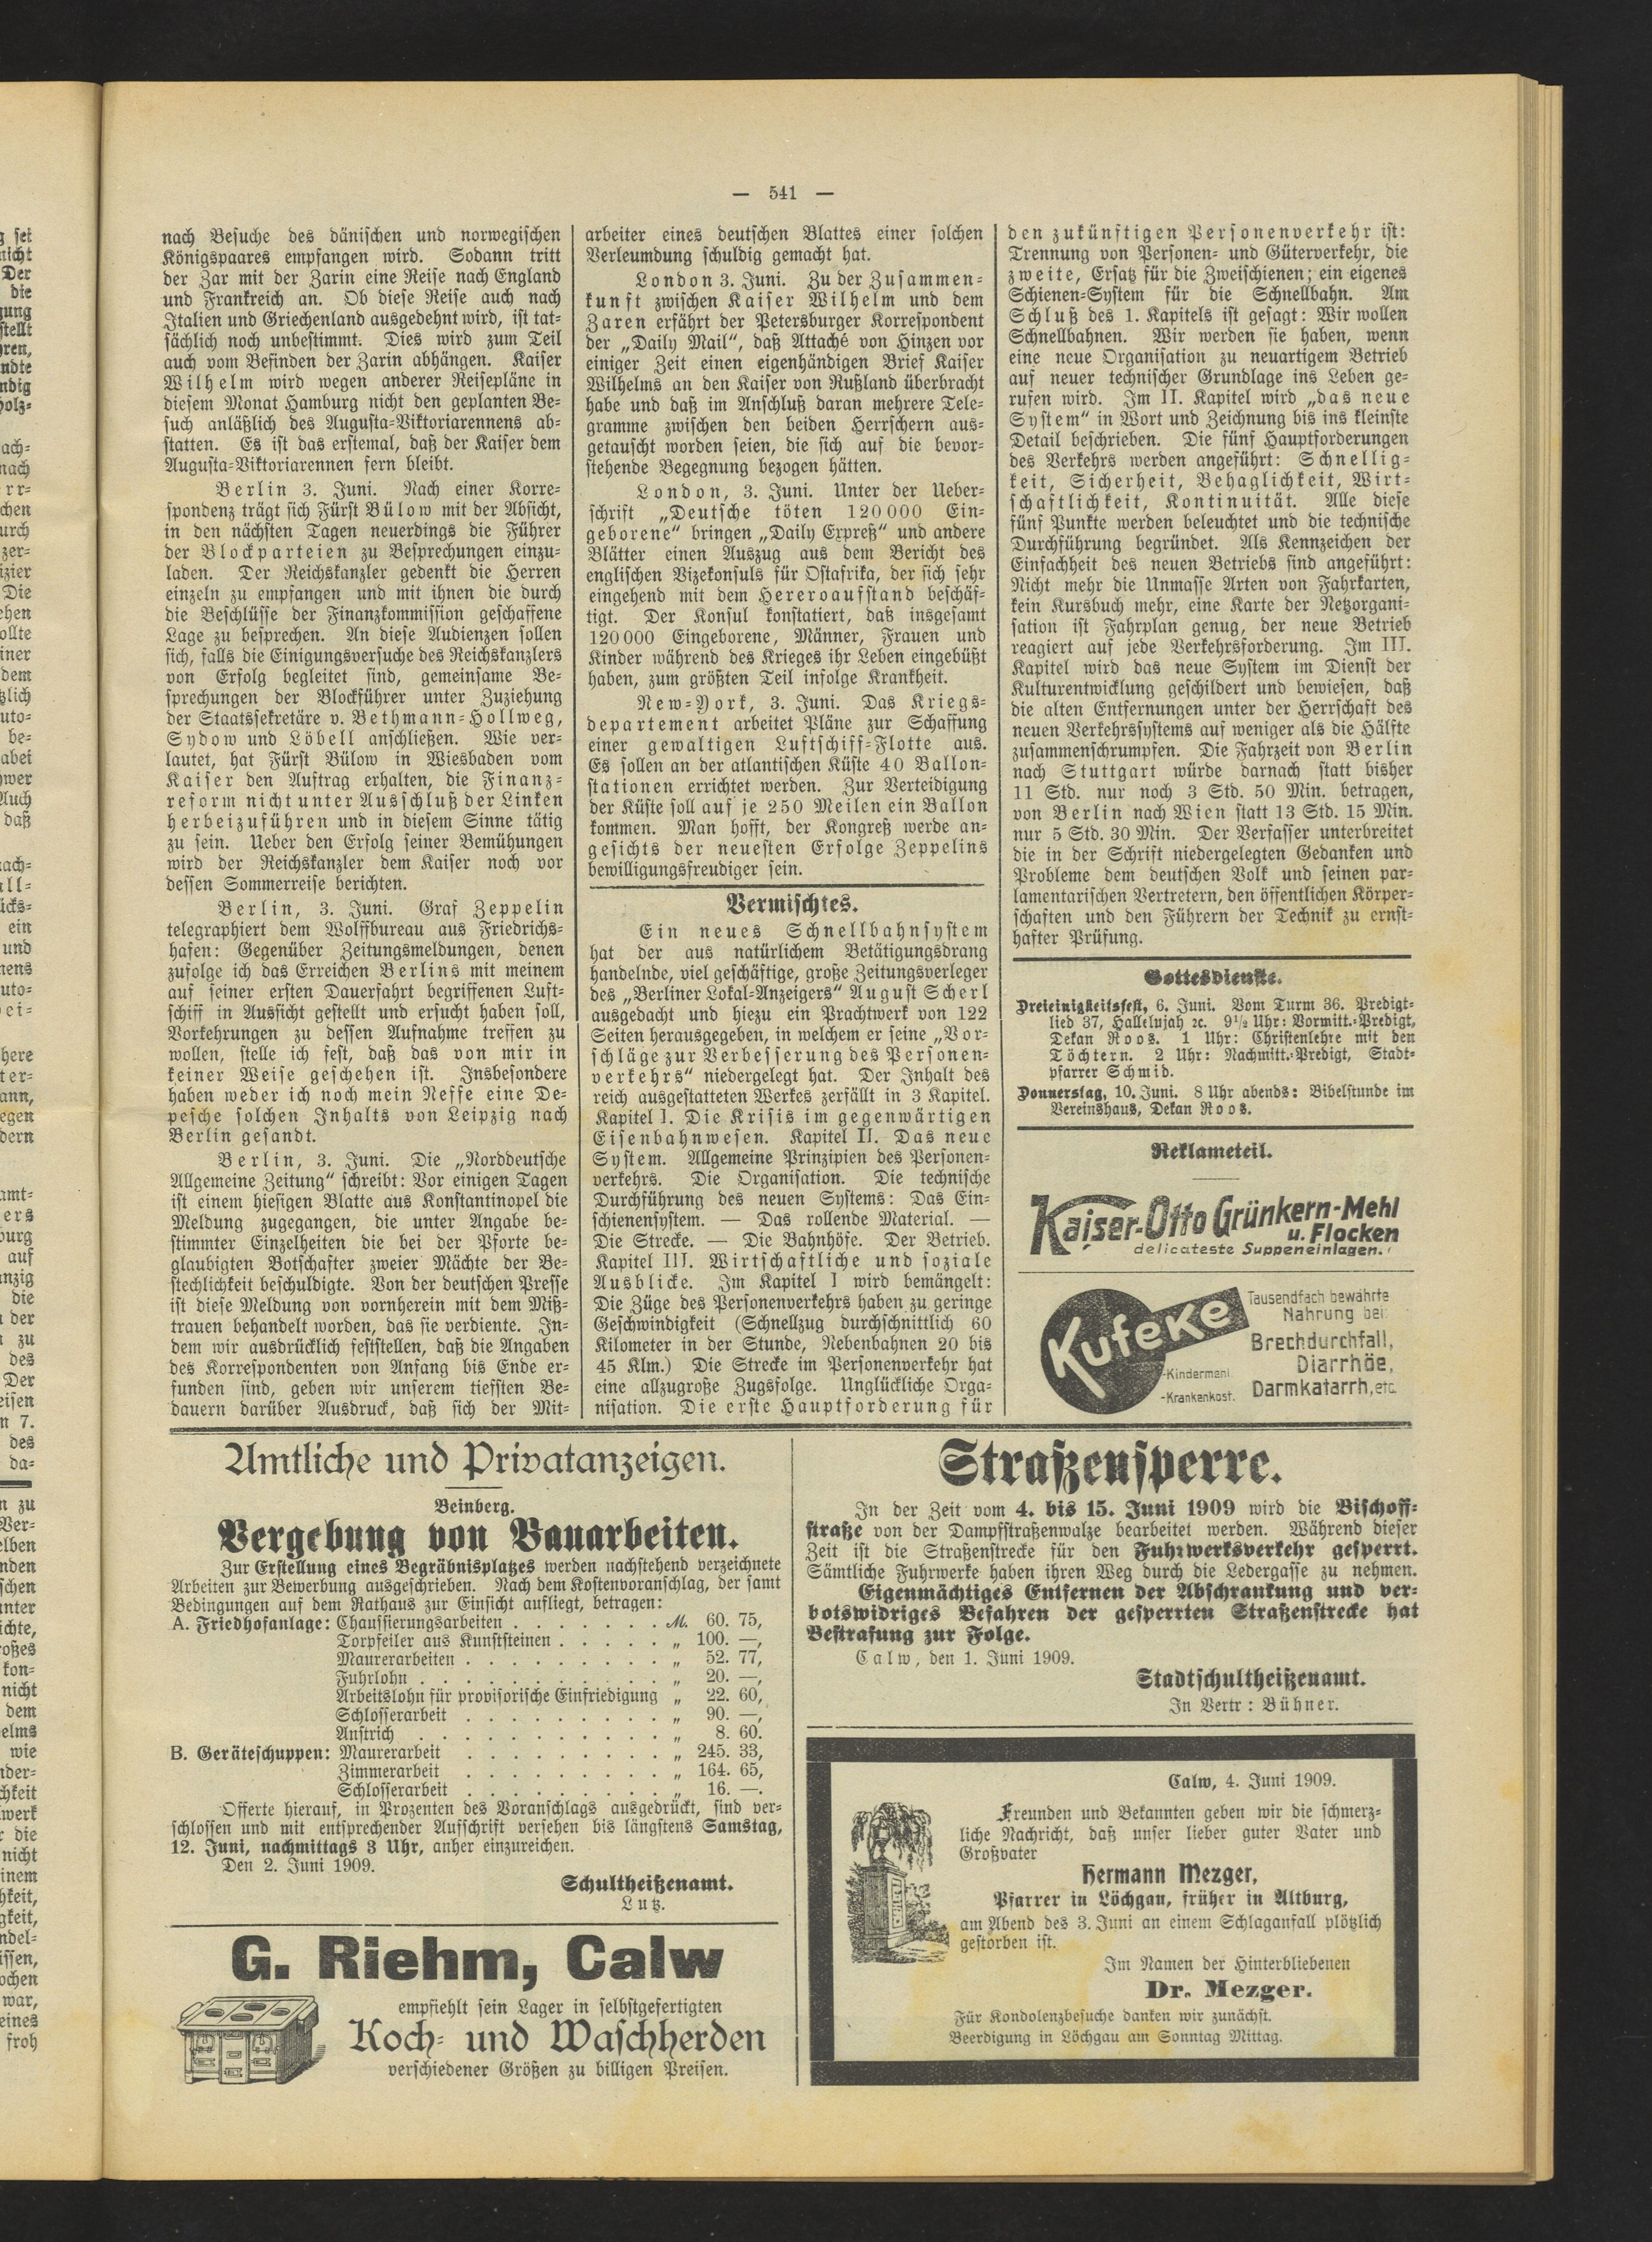 — 541 —
nach Besuche des dänischen und norwegischen
Königspaares empfangen wird. Sodann tritt
der Zar mit der Zarin eine Reise nach England
und Frankreich an. Ob diese Reise auch nach
Italien und Griechenland ausgedehnt wird, ist tat-
sächlich noch unbestimmt. Dies wird zum Teil
auch vom Befinden der Zarin abhängen. Kaiser
Wilhelm wird wegen anderer Reisepläne in
diesem Monat Hamburg nicht den geplanten Be-
such anläßlich des Augusta-Viktoriarennens ab-
statten. Es ist das erstemal, daß der Kaiser dem
Augusta-Viktoriarennen fern bleibt.
Berlin 3. Juni. Nach einer Korre-
spondenz trägt sich Fürst Bülow mit der Absicht,
in den nächsten Tagen neuerdings die Führer
der Blockparteien zu Besprechungen einzu-
laden. Der Reichskanzler gedenkt die Herren
einzeln zu empfangen und mit ihnen die durch
die Beschlüsse der Finanzkommission geschaffene
Lage zu besprechen. An diese Audienzen sollen
sich, falls die Einigungsversuche des Reichskanzlers
von Erfolg begleitet sind, gemeinsame Be-
sprechungen der Blockführer unter Zuziehung
der Staatssekretäre v. Bethmann-Hollweg,
Sydow und Löbell anschließen. Wie ver-
lautet, hat Fürst Bülow in Wiesbaden vom
Kaiser den Auftrag erhalten, die Finanz-
reform nicht unter Ausschluß der Linken
herbeizuführen und in diesem Sinne tätig
zu sein. Ueber den Erfolg seiner Bemühungen
wird der Reichskanzler dem Kaiser noch vor
dessen Sommerreise berichten.
Berlin, 3. Juni. Graf Zeppelin
telegraphiert dem Wolffbureau aus Friedrichs-
hafen: Gegenüber Zeitungsmeldungen, denen
zufolge ich das Erreichen Berlins mit meinem
auf seiner ersten Dauerfahrt begriffenen Luft-
schiff in Aussicht gestellt und ersucht haben soll,
Vorkehrungen zu dessen Aufnahme treffen zu
wollen, stelle ich fest, daß das von mir in
keiner Weise geschehen ist. Insbesondere
haben weder ich noch mein Neffe eine De-
pesche solchen Inhalts von Leipzig nach
Berlin gesandt.
Berlin, 3. Juni. Die „Norddeutsche
Allgemeine Zeitung“ schreibt: Vor einigen Tagen
ist einem hiesigen Blatte aus Konstantinopel die
Meldung zugegangen, die unter Angabe be-
stimmter Einzelheiten die bei der Pforte be-
glaubigten Botschafter zweier Mächte der Be-
stechlichkeit beschuldigte. Von der deutschen Presse
ist diese Meldung von vornherein mit dem Miß-
trauen behandelt worden, das sie verdiente. In-
dem wir ausdrücklich feststellen, daß die Angaben
des Korrespondenten von Anfang bis Ende er-
funden sind, geben wir unserem tiefsten Be-
dauern darüber Ausdruck, daß sich der Mit-
arbeiter eines deutschen Blattes einer solchen
Verleumdung schuldig gemacht hat.
London 3. Juni. Zu der Zusammen-
kunft zwischen Kaiser Wilhelm und dem
Zaren erfährt der Petersburger Korrespondent
der „Daily Mail“, daß Attaché von Hinzen vor
einiger Zeit einen eigenhändigen Brief Kaiser
Wilhelms an den Kaiser von Rußland überbracht
habe und daß im Anschluß daran mehrere Tele-
gramme zwischen den beiden Herrschern aus-
getauscht worden seien, die sich auf die bevor-
stehende Begegnung bezogen hätten.
London, 3. Juni. Unter der Ueber-
schrift „Deutsche töten 120000 Ein-
geborene“ bringen „Daily Expreß“ und andere
Blätter einen Auszug aus dem Bericht des
englischen Vizekonsuls für Ostafrika, der sich sehr
eingehend mit dem Hereroaufstand beschäf-
tigt. Der Konsul konstatiert, daß insgesamt
120000 Eingeborene, Männer, Frauen und
Kinder während des Krieges ihr Leben eingebüßt
haben, zum größten Teil infolge Krankheit.
New-York, 3. Juni. Das Kriegs-
departement arbeitet Pläne zur Schaffung
einer gewaltigen Luftschiff-Flotte aus.
Es sollen an der atlantischen Küste 40 Ballon-
stationen errichtet werden. Zur Verteidigung
der Küste soll auf je 250 Meilen ein Ballon
kommen. Man hofft, der Kongreß werde an-
gesichts der neuesten Erfolge Zeppelins
bewilligungsfreudiger sein.
Vermischtes.
Ein neues Schnellbahnsystem
hat der aus natürlichem Betätigungsdrang
handelnde, viel geschäftige, große Zeitungsverleger
des „Berliner Lokal-Anzeigers“ August Scherl
ausgedacht und hiezu ein Prachtwerk von 122
Seiten herausgegeben, in welchem er seine „Vor-
schläge zur Verbesserung des Personen-
verkehrs“ niedergelegt hat. Der Inhalt des
reich ausgestatteten Werkes zerfällt in 3 Kapitel.
Kapitel I. Die Krisis im gegenwärtigen
Eisenbahnwesen. Kapitel II. Das neue
System. Allgemeine Prinzipien des Personen-
verkehrs. Die Organisation. Die technische
Durchführung des neuen Systems: Das Ein-
schienensystem. — Das rollende Material. —
Die Strecke. — Die Bahnhöfe. Der Betrieb.
Kapitel III. Wirtschaftliche und soziale
Ausblicke. Im Kapitel I wird bemängelt:
Die Züge des Personenverkehrs haben zu geringe
Geschwindigkeit (Schnellzug durchschnittlich 60
Kilometer in der Stunde, Nebenbahnen 20 bis
45 Klm.) Die Strecke im Personenverkehr hat
eine allzugroße Zugsfolge. Unglückliche Orga-
nisation. Die erste Hauptforderung für
den zukünftigen Personenverkehr ist:
Trennung von Personen- und Güterverkehr, die
zweite, Ersatz für die Zweischienen; ein eigenes
Schienen-System für die Schnellbahn. Am
Schluß des 1. Kapitels ist gesagt: Wir wollen
Schnellbahnen. Wir werden sie haben, wenn
eine neue Organisation zu neuartigem Betrieb
auf neuer technischer Grundlage ins Leben ge-
rufen wird. Im II. Kapitel wird „das neue
System“ in Wort und Zeichnung bis ins kleinste
Detail beschrieben. Die fünf Hauptforderungen
des Verkehrs werden angeführt: Schnellig-
keit, Sicherheit, Behaglichkeit, Wirt-
schaftlichkeit, Kontinuität. Alle diese
fünf Punkte werden beleuchtet und die technische
Durchführung begründet. Als Kennzeichen der
Einfachheit des neuen Betriebs sind angeführt:
Nicht mehr die Unmasse Arten von Fahrkarten,
kein Kursbuch mehr, eine Karte der Netzorgani-
sation ist Fahrplan genug, der neue Betrieb
reagiert auf jede Verkehrsforderung. Im III.
Kapitel wird das neue System im Dienst der
Kulturentwicklung geschildert und bewiesen, daß
die alten Entfernungen unter der Herrschaft des
neuen Verkehrssystems auf weniger als die Hälfte
zusammenschrumpfen. Die Fahrzeit von Berlin
nach Stuttgart würde darnach statt bisher
11 Std. nur noch 3 Std. 50 Min. betragen,
von Berlin nach Wien statt 13 Std. 15 Min.
nur 5 Std. 30 Min. Der Verfasser unterbreitet
die in der Schrift niedergelegten Gedanken und
Probleme dem deutschen Volk und seinen par-
lamentarischen Vertretern, den öffentlichen Körper-
schaften und den Führern der Technik zu ernst-
hafter Prüfung.
Gottesdienste.
Dreieinigkeitsfest, 6. Juni. Vom Turm 36. Predigt-
lied 37, Hallelujah ꝛc. 9½ Uhr: Vormitt.-Predigt,
Dekan Roos. 1 Uhr: Christenlehre mit den
Töchtern. 2 Uhr: Nachmitt.-Predigt, Stadt-
pfarrer Schmid.
Donnerstag, 10. Juni. 8 Uhr abends: Bibelstunde im
Vereinshaus, Dekan Roos.
Reklameteil.
Kaiser-Otto Grünkern-Mehl
u. Flocken
delicateste Suppeneinlagen.
Kufeke
-Kindermehl
-Krankenkost.
Tausendfach bewährte
Nahrung bei:
Brechdurchfall,
Diarrhöe,
Darmkatarrh, etc.
Amtliche und Privatanzeigen.
Beinberg.
Vergebung von Bauarbeiten.
Zur Erstellung eines Begräbnisplatzes werden nachstehend verzeichnete
Arbeiten zur Bewerbung ausgeschrieben. Nach dem Kostenvoranschlag, der samt
Bedingungen auf dem Rathaus zur Einsicht aufliegt, betragen:
A. Friedhofanlage: Chaussierungsarbeiten . . . . . . . M. 60. 75,
Torpfeiler aus Kunststeinen . . . . . „ 100. —,
Maurerarbeiten . . . . . . . . . „ 52. 77,
Fuhrlohn . . . . . . . . . . . „ 20. —,
Arbeitslohn für provisorische Einfriedigung „ 22. 60,
Schlosserarbeit . . . . . . . . . „ 90. —,
Anstrich . . . . . . . . . . . „ 8. 60.
B. Geräteschuppen: Maurerarbeit . . . . . . . . . „ 245. 33,
Zimmerarbeit . . . . . . . . . „ 164. 65,
Schlosserarbeit . . . . . . . . . „ 16. —.
Offerte hierauf, in Prozenten des Voranschlags ausgedrückt, sind ver-
schlossen und mit entsprechender Aufschrift versehen bis längstens Samstag,
12. Juni, nachmittags 3 Uhr, anher einzureichen.
Den 2. Juni 1909.
Schultheißenamt.
Lutz.
G. Riehm, Calw
empfiehlt sein Lager in selbstgefertigten
Koch- und Waschherden
verschiedener Größen zu billigen Preisen.
Straßensperre.
In der Zeit vom 4. bis 15. Juni 1909 wird die Bischoff-
straße von der Dampfstraßenwalze bearbeitet werden. Während dieser
Zeit ist die Straßenstrecke für den Fuhrwerksverkehr gesperrt.
Sämtliche Fuhrwerke haben ihren Weg durch die Ledergasse zu nehmen.
Eigenmächtiges Entfernen der Abschrankung und ver-
botswidriges Befahren der gesperrten Straßenstrecke hat
Bestrafung zur Folge.
Calw, den 1. Juni 1909.
Stadtschultheißenamt.
In Vertr: Bühner.
Calw, 4. Juni 1909.
Freunden und Bekannten geben wir die schmerz-
liche Nachricht, daß unser lieber guter Vater und
Großvater
Hermann Mezger,
Pfarrer in Löchgau, früher in Altburg,
am Abend des 3. Juni an einem Schlaganfall plötzlich
gestorben ist.
Im Namen der Hinterbliebenen
Dr. Mezger.
Für Kondolenzbesuche danken wir zunächst.
Beerdigung in Löchgau am Sonntag Mittag.